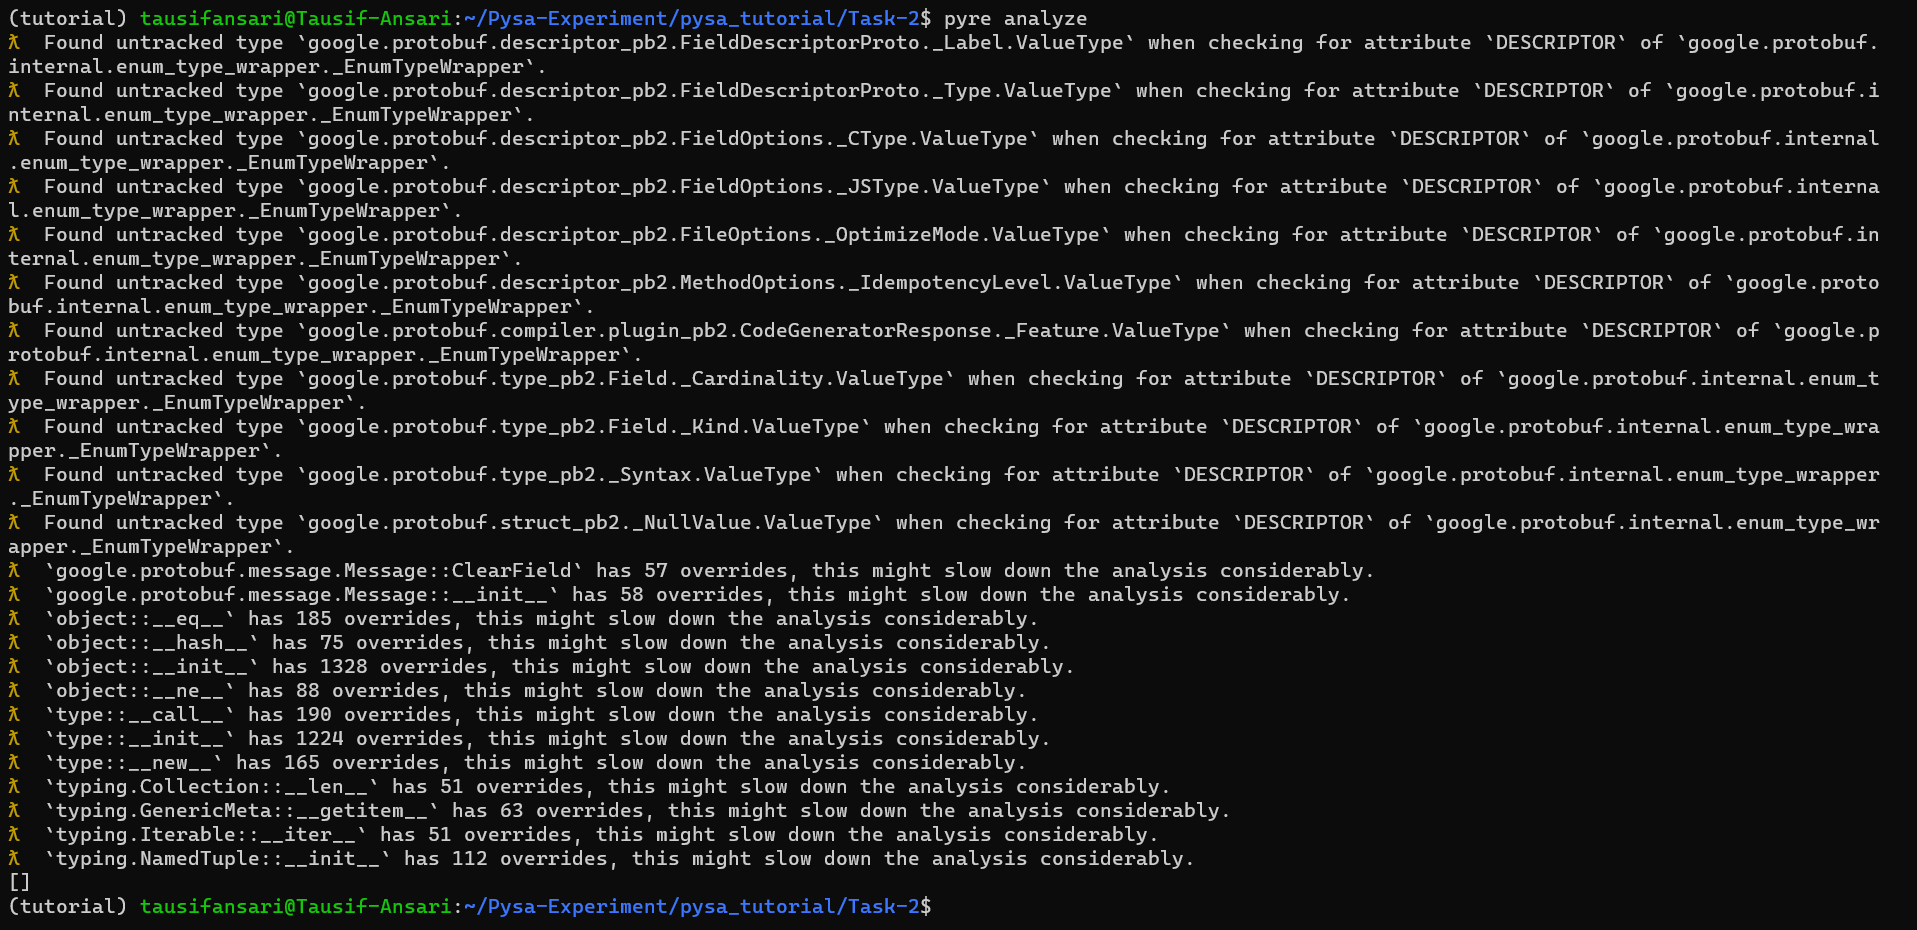 (tutorial) tausifansari@Tausif-Ansari:~/Pysa-Experiment/pysa_tutorial/Task-2$ pyre analyze
ƛ  Found untracked type `google.protobuf.descriptor_pb2.FieldDescriptorProto._Label.ValueType` when checking for attribute `DESCRIPTOR` of `google.protobuf.
internal.enum_type_wrapper._EnumTypeWrapper`.
ƛ  Found untracked type `google.protobuf.descriptor_pb2.FieldDescriptorProto._Type.ValueType` when checking for attribute `DESCRIPTOR` of `google.protobuf.i
nternal.enum_type_wrapper._EnumTypeWrapper`.
ƛ  Found untracked type `google.protobuf.descriptor_pb2.FieldOptions._CType.ValueType` when checking for attribute `DESCRIPTOR` of `google.protobuf.internal
.enum_type_wrapper._EnumTypeWrapper`.
ƛ  Found untracked type `google.protobuf.descriptor_pb2.FieldOptions._JSType.ValueType` when checking for attribute `DESCRIPTOR` of `google.protobuf.interna
l.enum_type_wrapper._EnumTypeWrapper`.
ƛ  Found untracked type `google.protobuf.descriptor_pb2.FileOptions._OptimizeMode.ValueType` when checking for attribute `DESCRIPTOR` of `google.protobuf.in
ternal.enum_type_wrapper._EnumTypeWrapper`.
ƛ  Found untracked type `google.protobuf.descriptor_pb2.MethodOptions._IdempotencyLevel.ValueType` when checking for attribute `DESCRIPTOR` of `google.proto
buf.internal.enum_type_wrapper._EnumTypeWrapper`.
ƛ  Found untracked type `google.protobuf.compiler.plugin_pb2.CodeGeneratorResponse._Feature.ValueType` when checking for attribute `DESCRIPTOR` of `google.p
rotobuf.internal.enum_type_wrapper._EnumTypeWrapper`.
ƛ  Found untracked type `google.protobuf.type_pb2.Field._Cardinality.ValueType` when checking for attribute `DESCRIPTOR` of `google.protobuf.internal.enum_t
ype_wrapper._EnumTypeWrapper`.
ƛ  Found untracked type `google.protobuf.type_pb2.Field._Kind.ValueType` when checking for attribute `DESCRIPTOR` of `google.protobuf.internal.enum_type_wra
pper._EnumTypeWrapper`.
ƛ  Found untracked type `google.protobuf.type_pb2._Syntax.ValueType` when checking for attribute `DESCRIPTOR` of `google.protobuf.internal.enum_type_wrapper
._EnumTypeWrapper`.
ƛ  Found untracked type `google.protobuf.struct_pb2._NullValue.ValueType` when checking for attribute `DESCRIPTOR` of `google.protobuf.internal.enum_type_wr
apper._EnumTypeWrapper`.
ƛ  `google.protobuf.message.Message::ClearField` has 57 overrides, this might slow down the analysis considerably.
ƛ  `google.protobuf.message.Message::__init__` has 58 overrides, this might slow down the analysis considerably.
ƛ  `object::__eq__` has 185 overrides, this might slow down the analysis considerably.
ƛ  `object::__hash__` has 75 overrides, this might slow down the analysis considerably.
ƛ  `object::__init__` has 1328 overrides, this might slow down the analysis considerably.
ƛ  `object::__ne__` has 88 overrides, this might slow down the analysis considerably.
ƛ  `type::__call__` has 190 overrides, this might slow down the analysis considerably.
ƛ  `type::__init__` has 1224 overrides, this might slow down the analysis considerably.
ƛ  `type::__new__` has 165 overrides, this might slow down the analysis considerably.
ƛ  `typing.Collection::__len__` has 51 overrides, this might slow down the analysis considerably.
ƛ  `typing.GenericMeta::__getitem__` has 63 overrides, this might slow down the analysis considerably.
ƛ  `typing.Iterable::__iter__` has 51 overrides, this might slow down the analysis considerably.
ƛ  `typing.NamedTuple::__init__` has 112 overrides, this might slow down the analysis considerably.
[]
(tutorial) tausifansari@Tausif-Ansari:~/Pysa-Experiment/pysa_tutorial/Task-2$